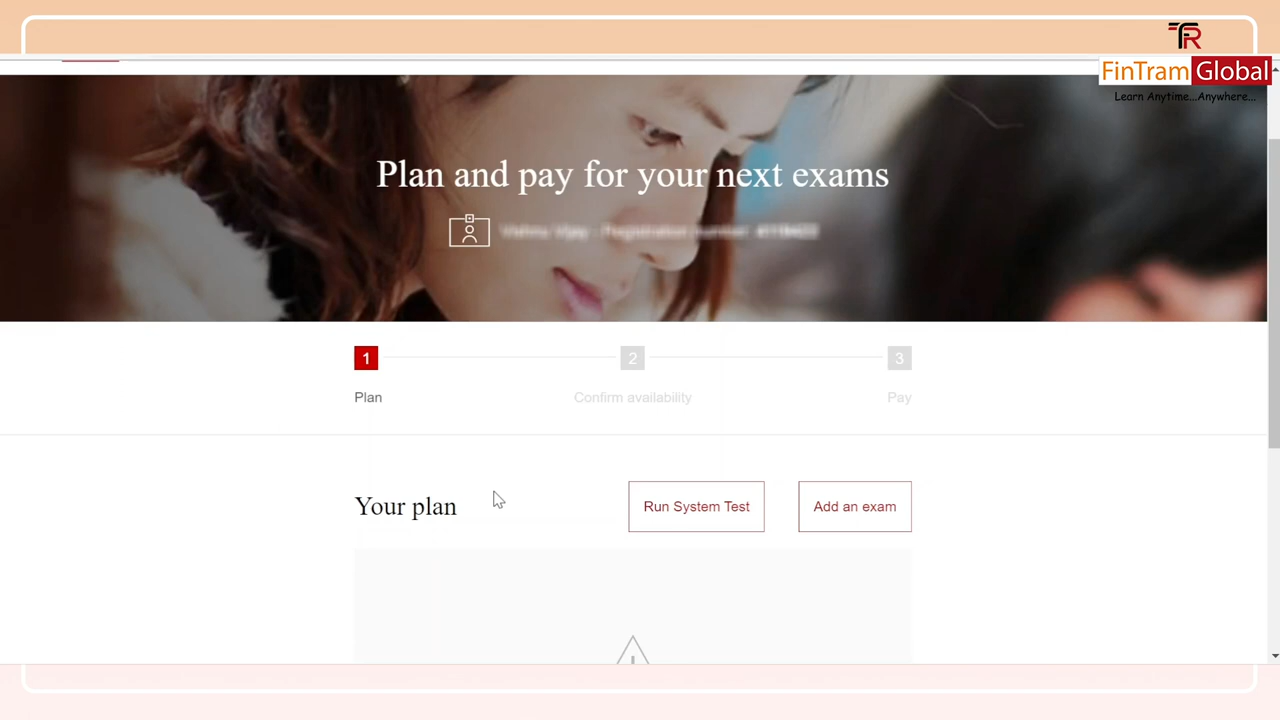 TR
FinTram Global
Learn Anytime...Anywhere...
Plan and pay for your next exams
1
2
3
Plan
Confirm availability
Pay
Your plan
Run System Test
Add an exam